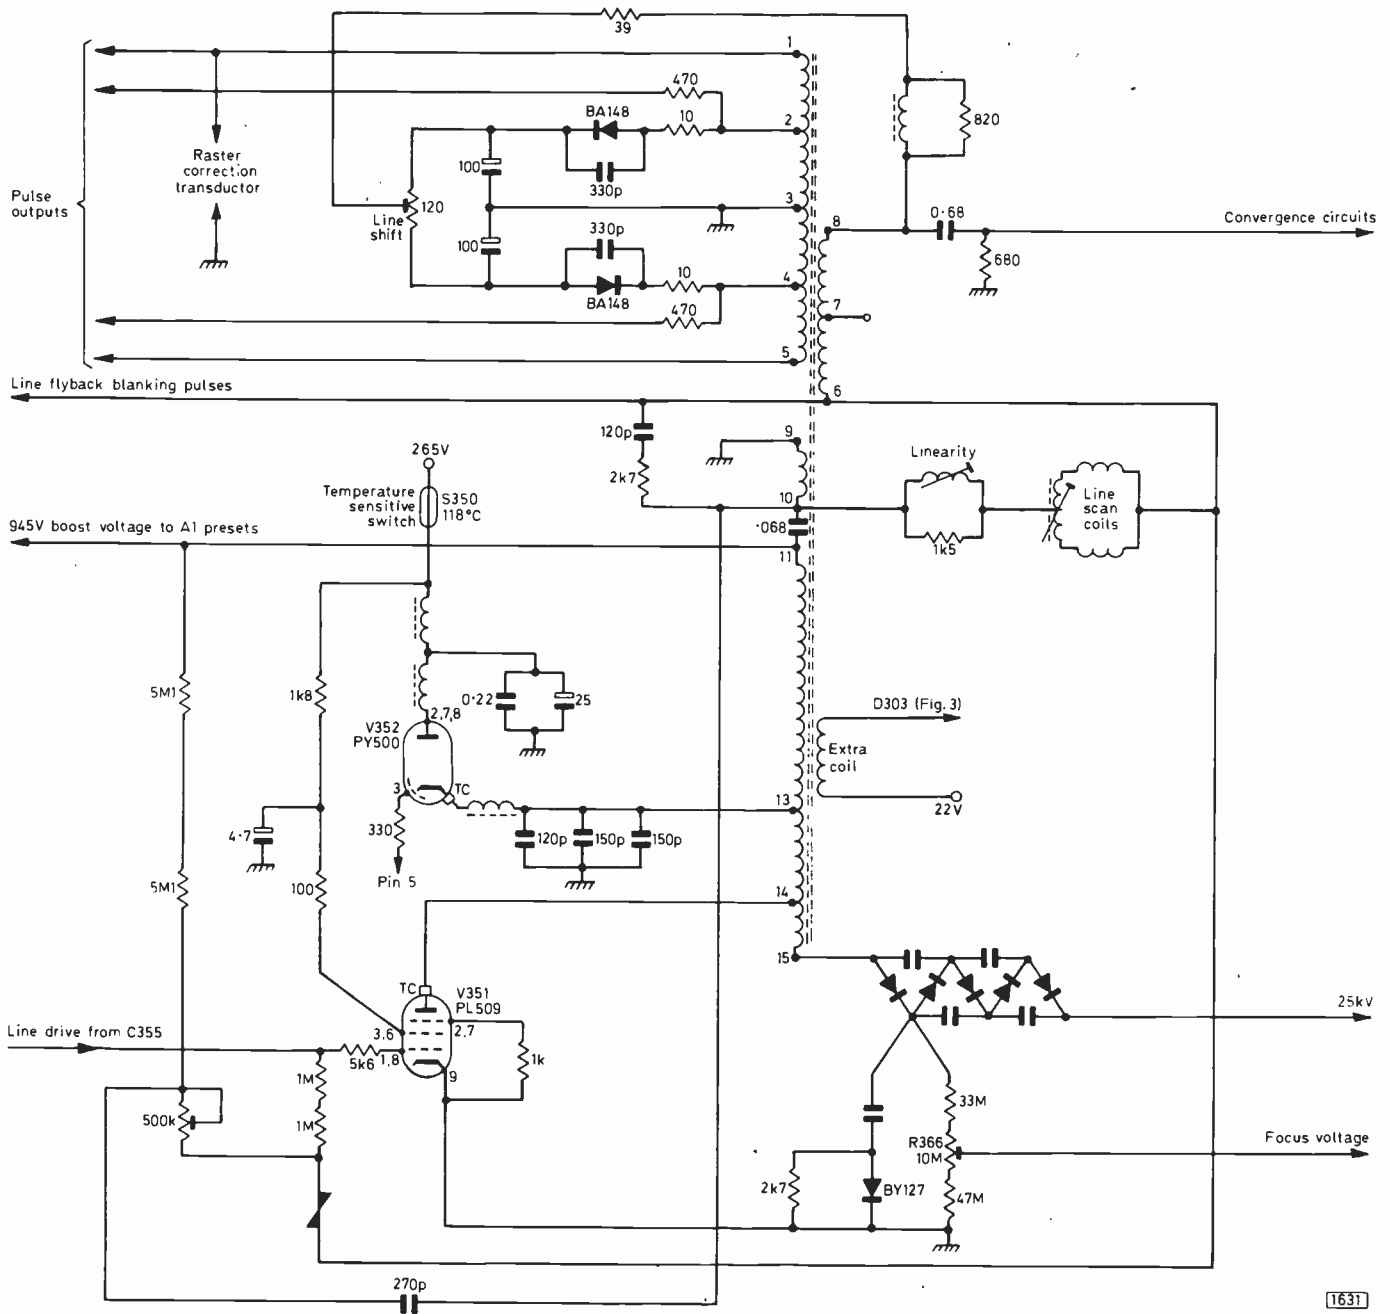 39
1
470
BA148
10
2
820
100
330p
Raster
correction
transductor
Pulse
outputs
120
Line
shift
3
8
0·68
Convergence circuits
100
330p
680
10
4
BA148
7
470
5
Line flyback blanking pulses
6
120p
9
265V
Linearity
2k7
Temperature
sensitive
switch
S350
118°C
10
Line
scan
coils
945V boost voltage to A1 presets
·068
1k5
11
5M1
1k8
0·22
25
2,7,8
D303 (Fig.3)
V352
PY500
Extra
coil
3
TC
13
22V
4·7
330
120p
150p
150p
Pin 5
5M1
100
14
15
TC
V351
PL509
25kV
Line drive from C355
3,6
2,7
5k6
1,8
1k
9
1M
33M
500k
1M
R366
10M
Focus voltage
2k7
BY127
47M
270p
1631